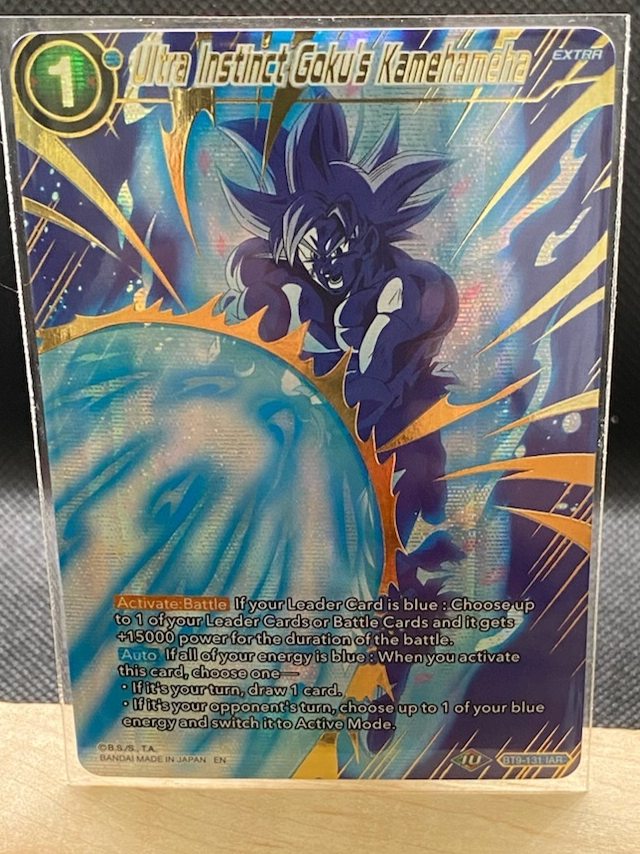 1
Ultra Instinct Goku's Kamehameha
EXTRA
Activate:Battle If your Leader Card is blue : Choose up
to 1 of your Leader Cards or Battle Cards and it gets
+15000 power for the duration of the battle.
Auto If all of your energy is blue : When you activate
this card, choose one—
・If it's your turn, draw 1 card.
・If it's your opponent's turn, choose up to 1 of your blue
energy and switch it to Active Mode.
©B.S./S., T.A.
BANDAI MADE IN JAPAN EN
1U
BT9-131 IAR